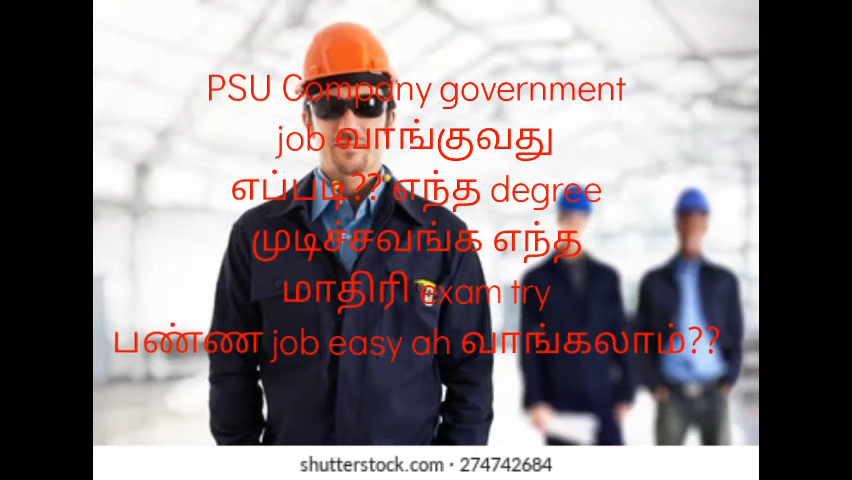 PSU Company government
job வாங்குவது
எப்படி?? எந்த degree
முடிச்சவங்க எந்த
மாதிரி exam try
பண்ண job easy ah வாங்கலாம்??
shutterstock.com · 274742684